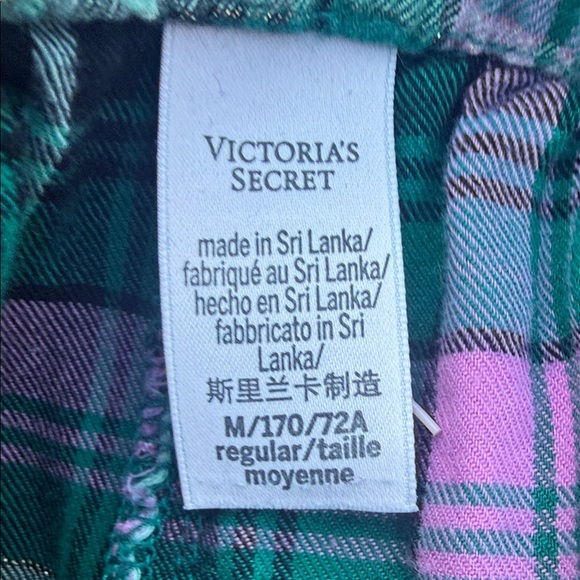 VICTORIA'S
SECRET
made in Sri Lanka/
fabriqué au Sri Lanka/
hecho en Sri Lanka/
fabbricato in Sri
Lanka/
斯里兰卡制造
M/170/72A
regular/taille
moyenne